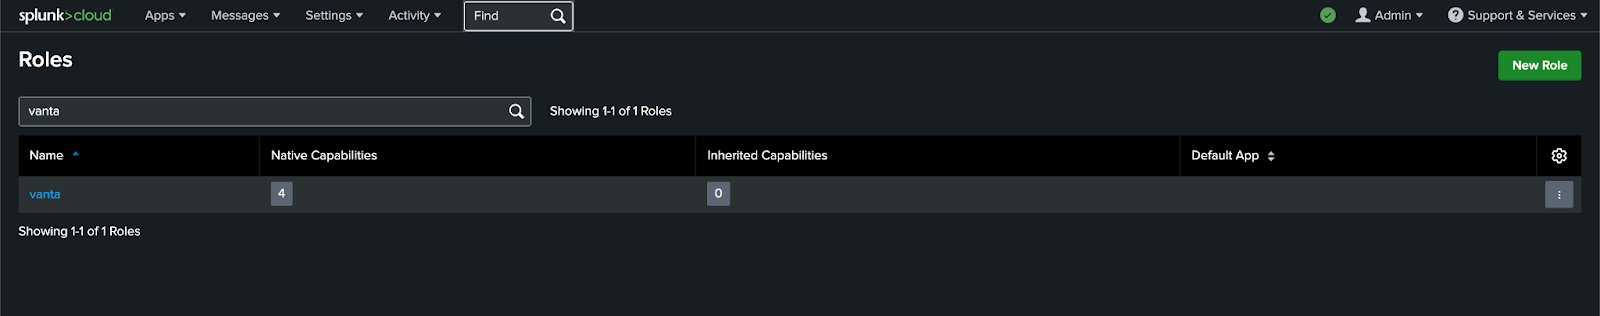 splunk>cloud Apps Messages Settings Activity Find Admin ? Support & Services
Roles
New Role
vanta Showing 1-1 of 1 Roles
Name Native Capabilities Inherited Capabilities Default App
vanta 4 0
Showing 1-1 of 1 Roles